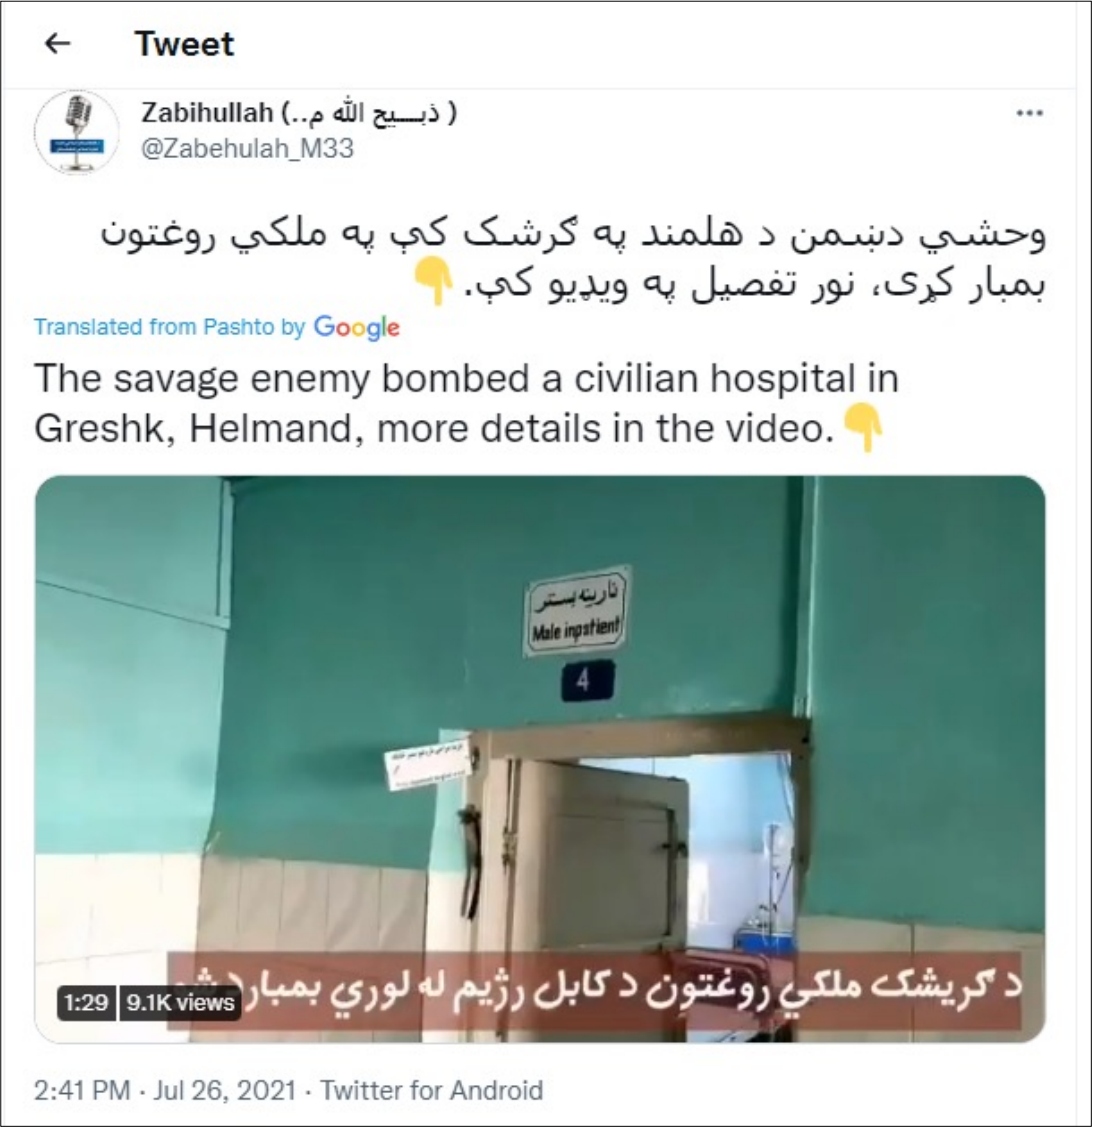 ← Tweet
Zabihullah (..ذبـــيح الله م )
@Zabehulah_M33
وحشي دښمن د هلمند په ګرشک کې په ملکي روغتون
بمبار کړی، نور تفصیل په ویډیو کې. 👇
Translated from Pashto by Google
The savage enemy bombed a civilian hospital in
Greshk, Helmand, more details in the video. 👇
نارینه بستر
Male inpatient
4
د ګریشک ملکي روغتون د کابل رژیم له لوري بمبارد شو
1:29
9.1K views
2:41 PM · Jul 26, 2021 · Twitter for Android